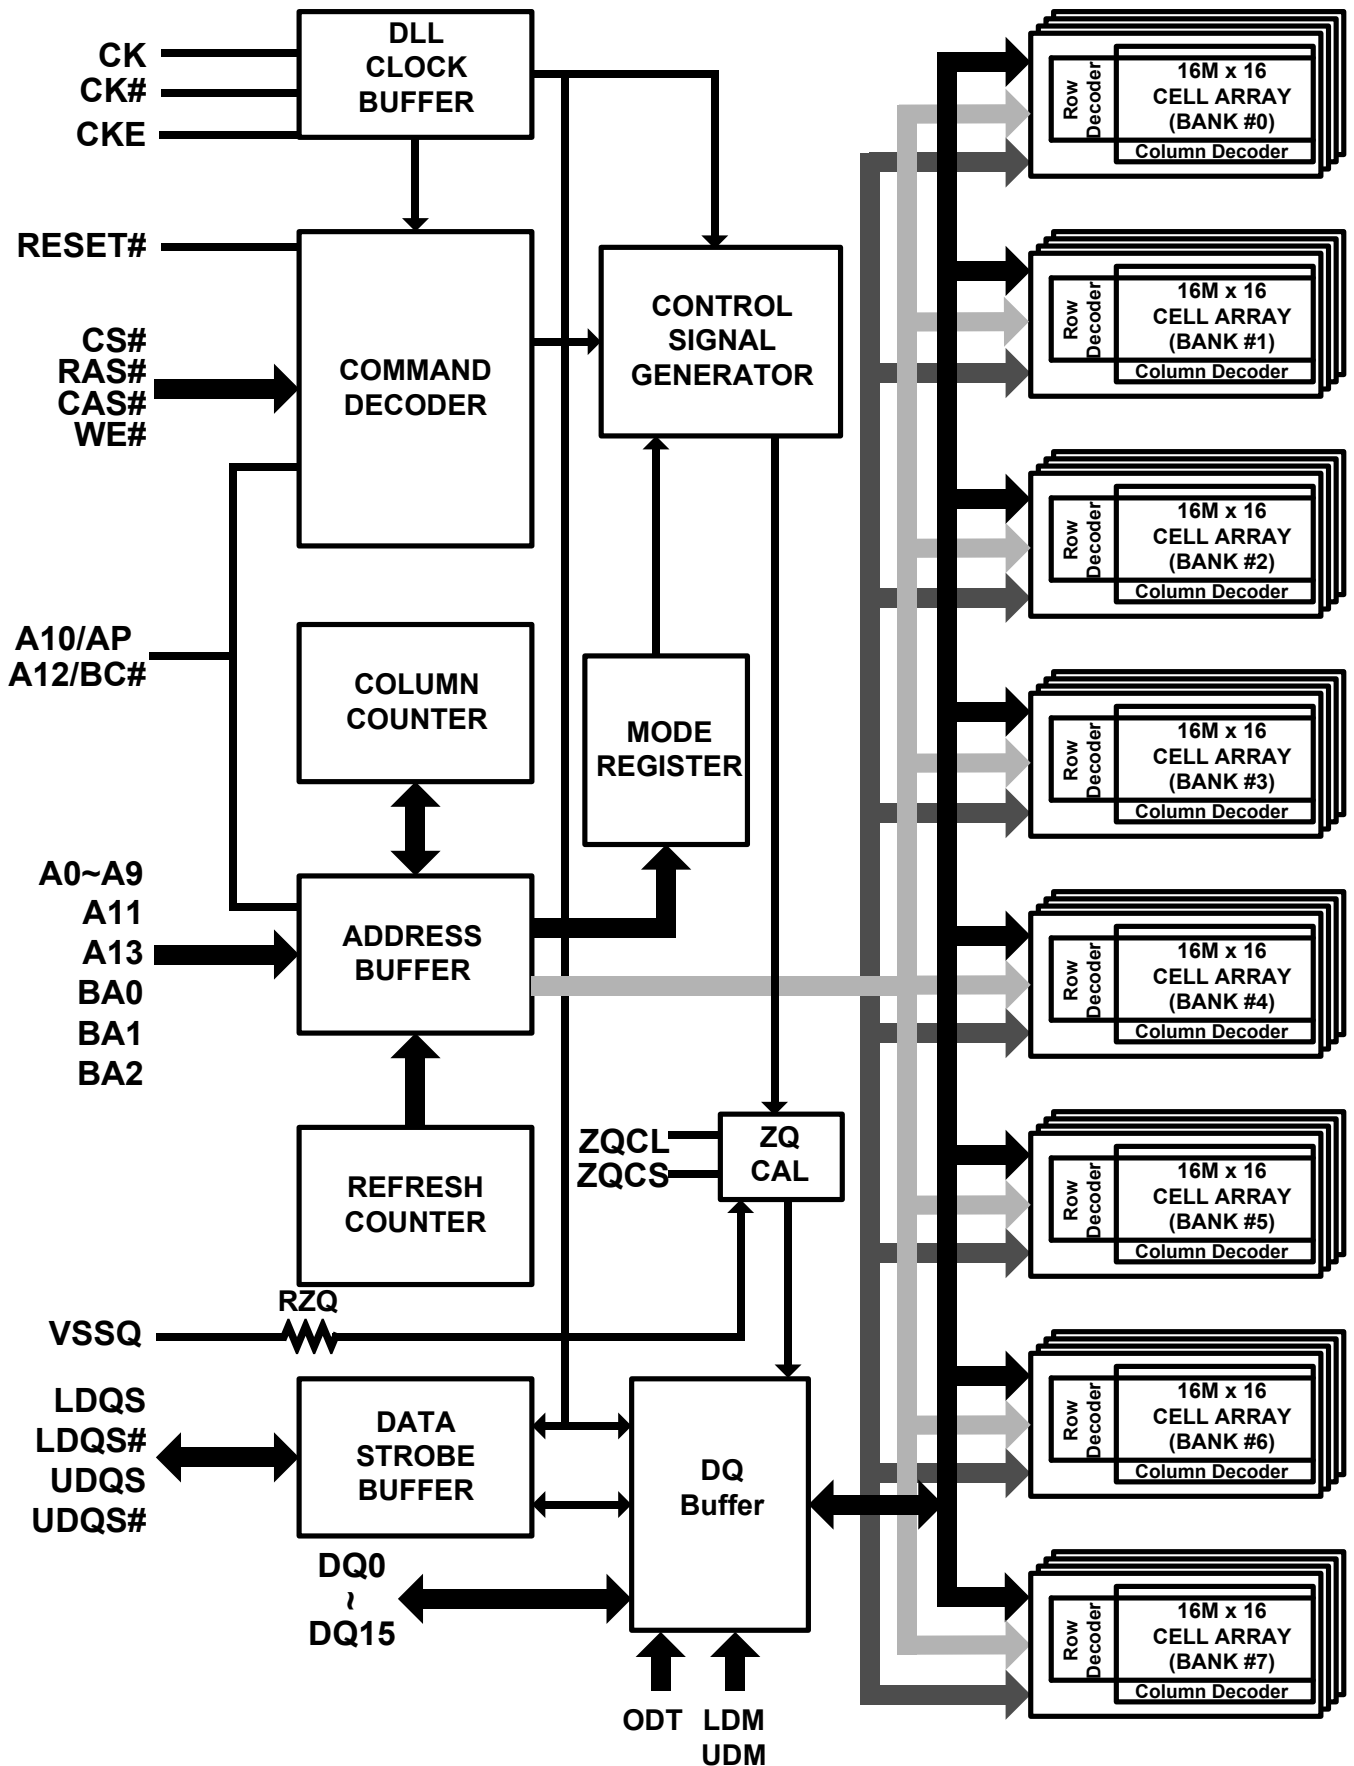 CK
CK#
CKE
DLL
CLOCK
BUFFER
RESET#
CS#
RAS#
CAS#
WE#
COMMAND
DECODER
CONTROL
SIGNAL
GENERATOR
A10/AP
A12/BC#
COLUMN
COUNTER
MODE
REGISTER
A0~A9
A11
A13
BA0
BA1
BA2
ADDRESS
BUFFER
REFRESH
COUNTER
ZQCL
ZQCS
ZQ
CAL
RZQ
VSSQ
LDQS
LDQS#
UDQS
UDQS#
DATA
STROBE
BUFFER
DQ
Buffer
DQ0
~
DQ15
ODT
LDM
UDM
Row
Decoder
16M x 16
CELL ARRAY
(BANK #0)
Column Decoder
Row
Decoder
16M x 16
CELL ARRAY
(BANK #1)
Column Decoder
Row
Decoder
16M x 16
CELL ARRAY
(BANK #2)
Column Decoder
Row
Decoder
16M x 16
CELL ARRAY
(BANK #3)
Column Decoder
Row
Decoder
16M x 16
CELL ARRAY
(BANK #4)
Column Decoder
Row
Decoder
16M x 16
CELL ARRAY
(BANK #5)
Column Decoder
Row
Decoder
16M x 16
CELL ARRAY
(BANK #6)
Column Decoder
Row
Decoder
16M x 16
CELL ARRAY
(BANK #7)
Column Decoder